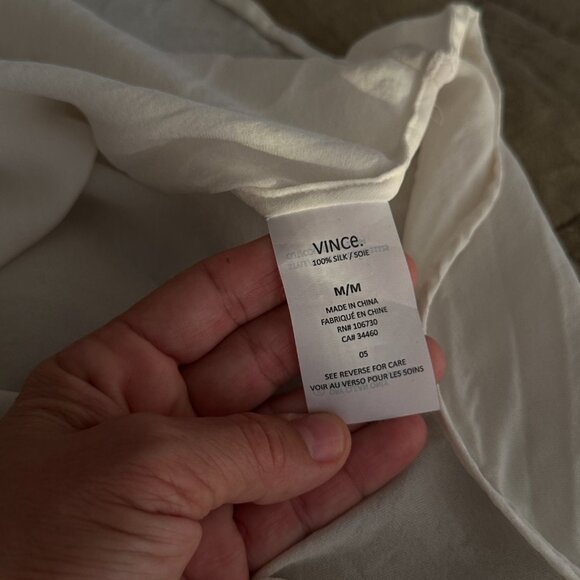 VINCE.
100% SILK / SOIE
M/M
MADE IN CHINA
FABRIQUÉ EN CHINE
RN# 106730
CA# 34460
05
SEE REVERSE FOR CARE
VOIR AU VERSO POUR LES SOINS